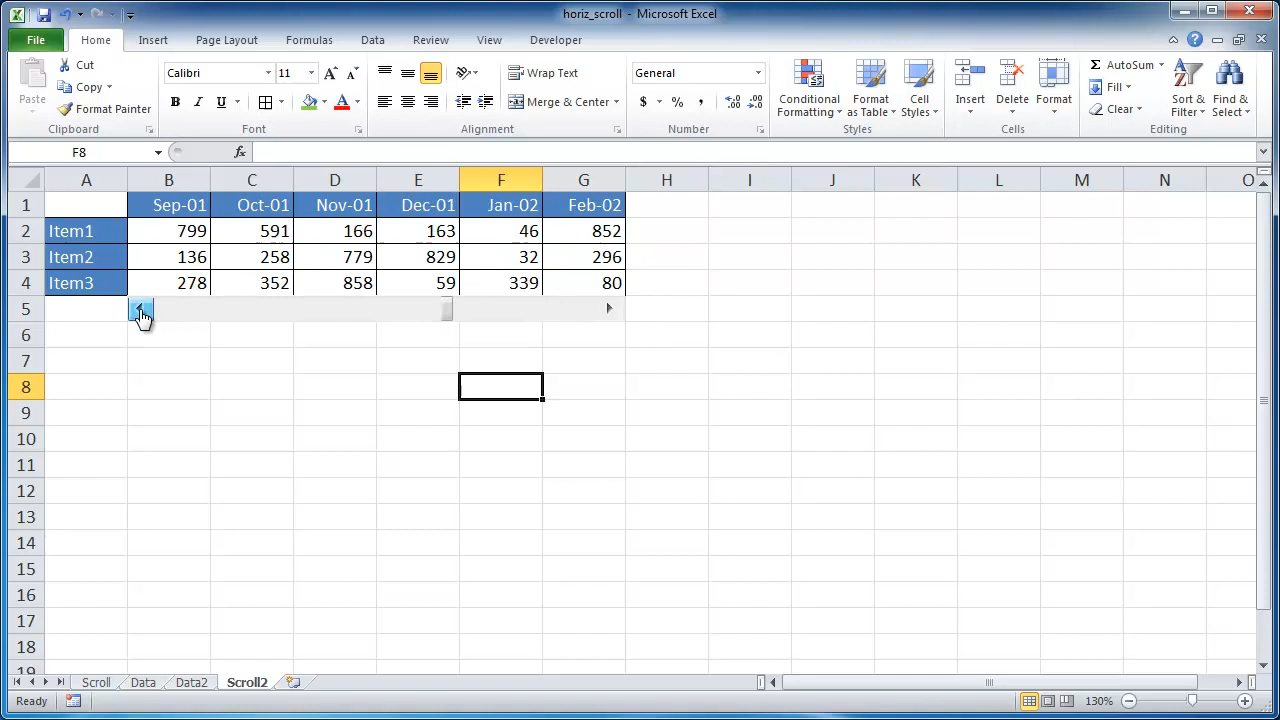 horiz_scroll - Microsoft Excel
File Home Insert Page Layout Formulas Data Review View Developer
Paste
Cut
Copy
Format Painter
Clipboard
Calibri 11
B I U
Font
Wrap Text
Merge & Center
Alignment
General
$ % ,
Number
Conditional Formatting
Format as Table
Cell Styles
Styles
Insert Delete Format
Cells
AutoSum
Fill
Clear
Sort & Filter
Find & Select
Editing
F8 fx
A B C D E F G H I J K L M N O
1 Sep-01 Oct-01 Nov-01 Dec-01 Jan-02 Feb-02
2 Item1 799 591 166 163 46 852
3 Item2 136 258 779 829 32 296
4 Item3 278 352 858 59 339 80
5
6
7
8
9
10
11
12
13
14
15
16
17
18
19
Scroll Data Data2 Scroll2
Ready 130%